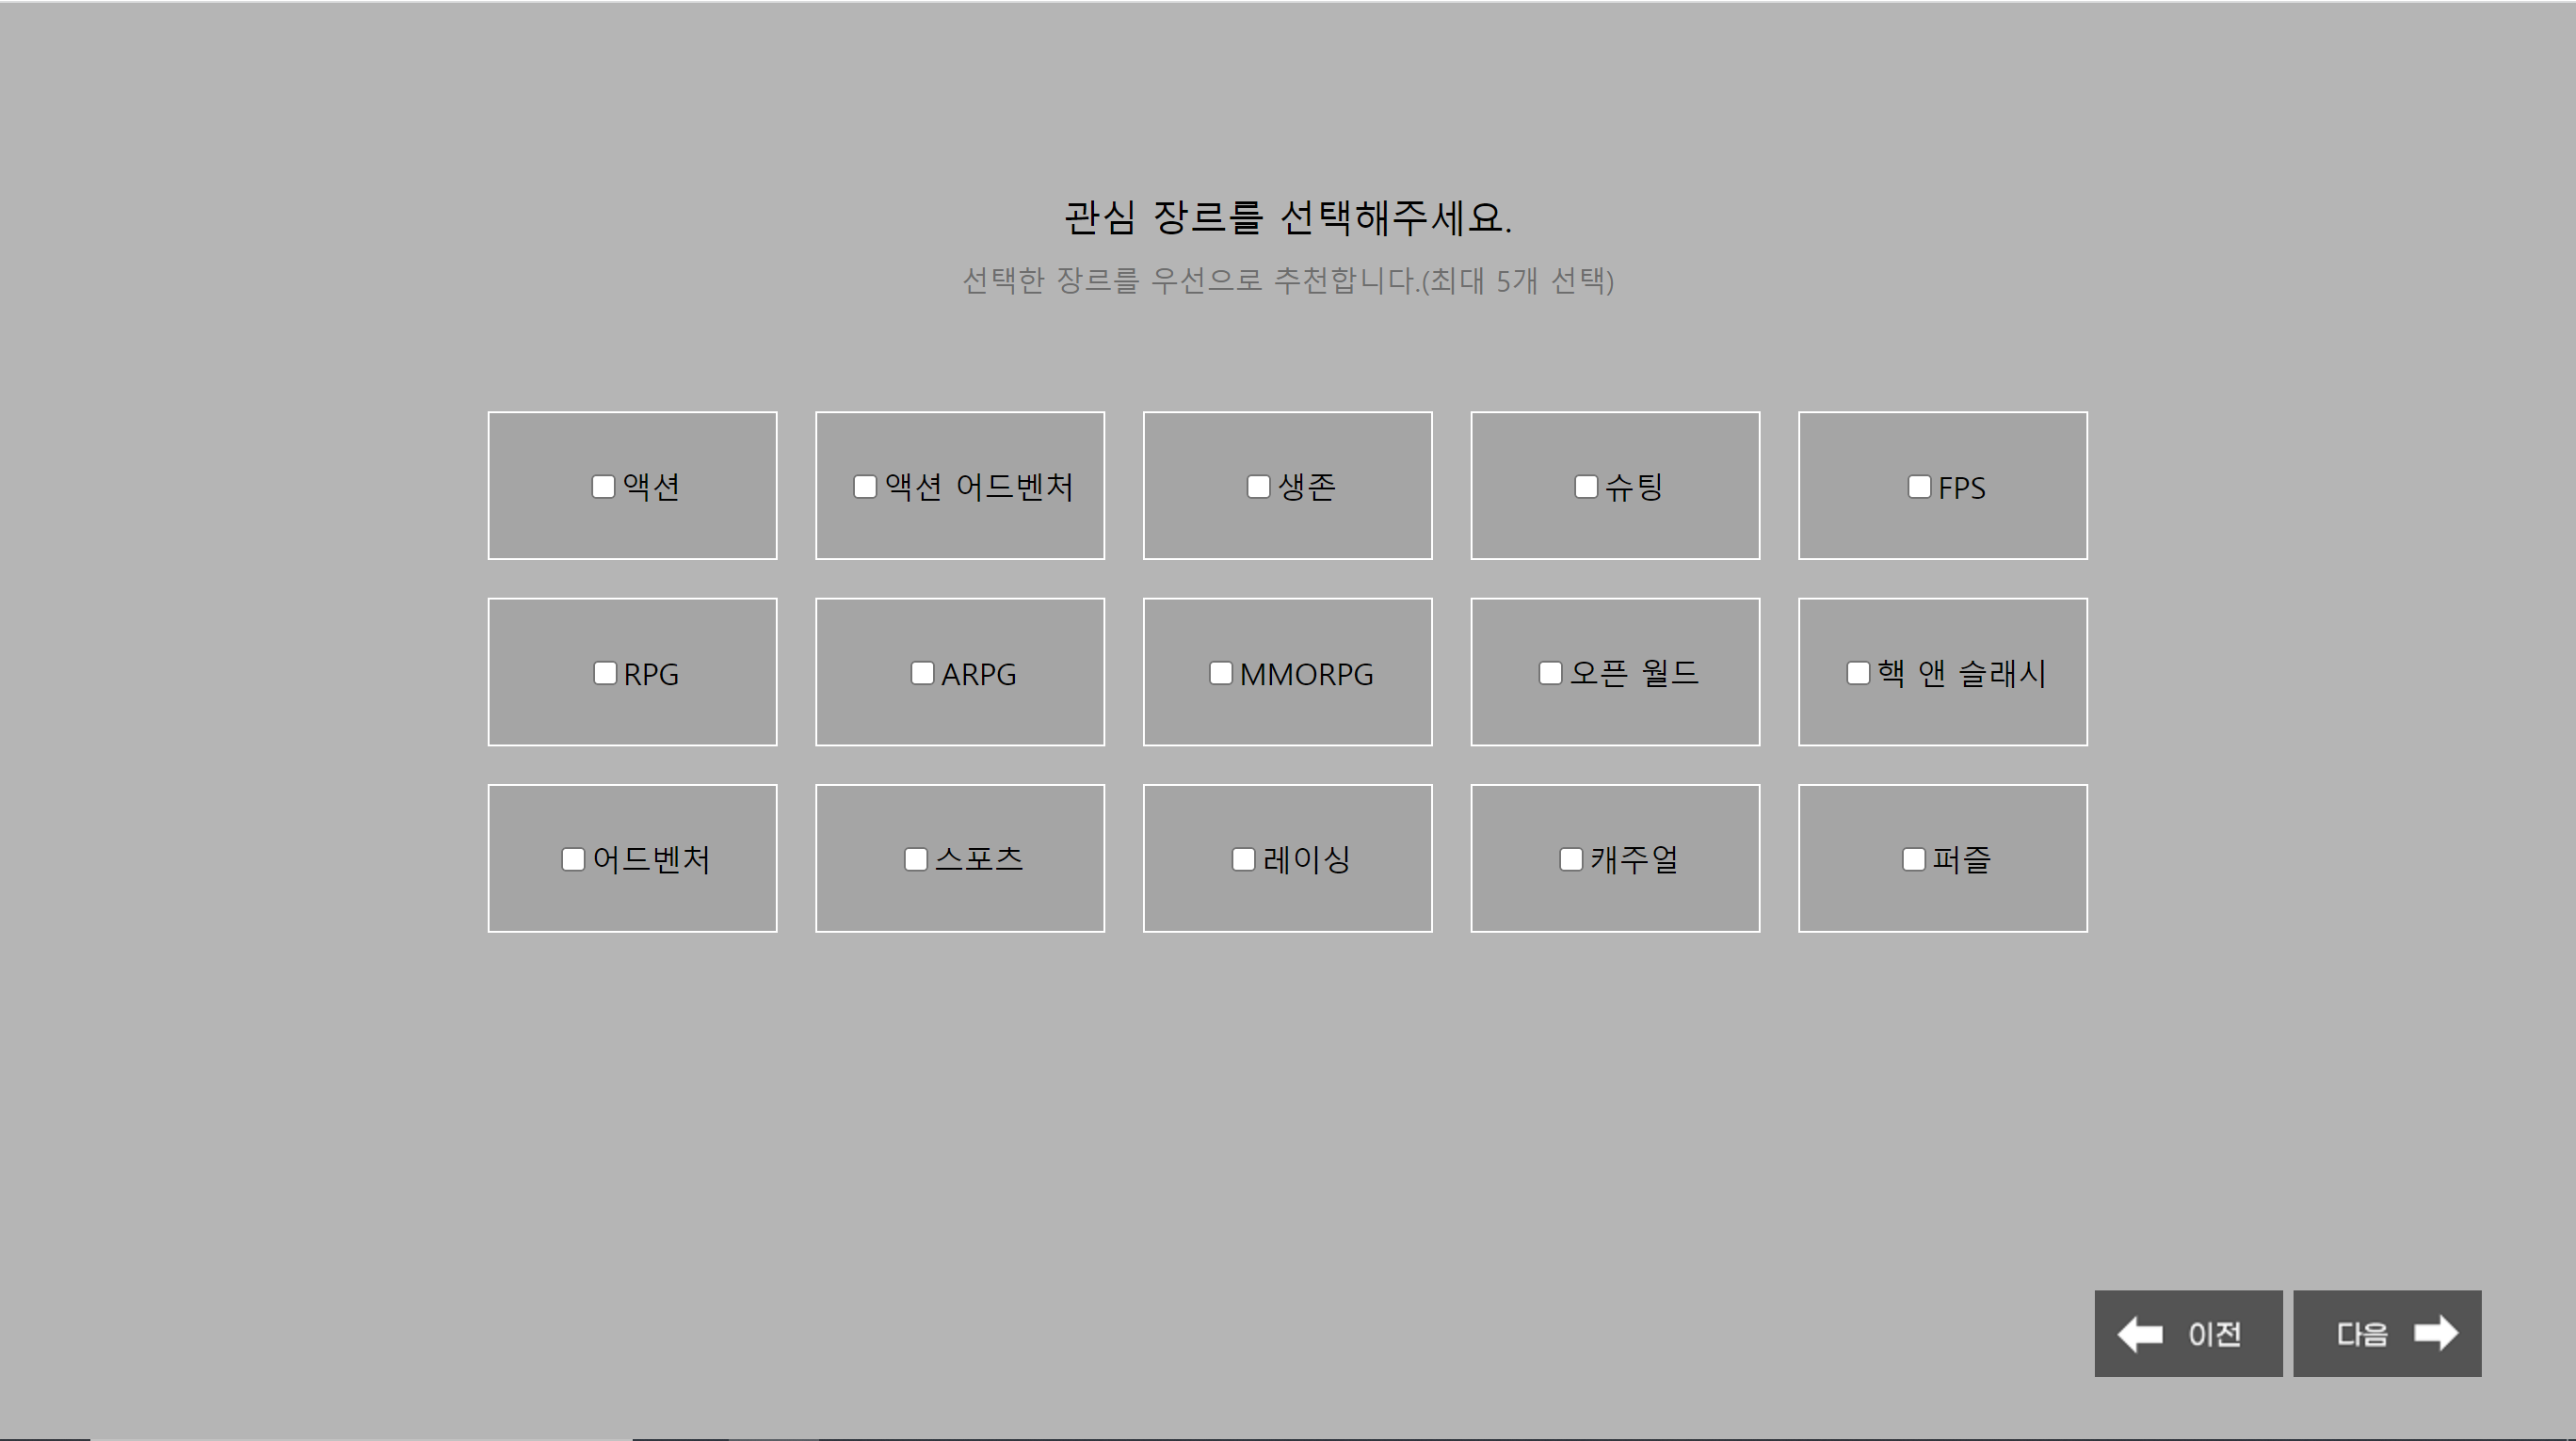 관심 장르를 선택해주세요.
선택한 장르를 우선으로 추천합니다.(최대 5개 선택)
액션 액션 어드벤처 생존 슈팅 FPS
RPG ARPG MMORPG 오픈 월드 핵 앤 슬래시
어드벤처 스포츠 레이싱 캐주얼 퍼즐
이전 다음